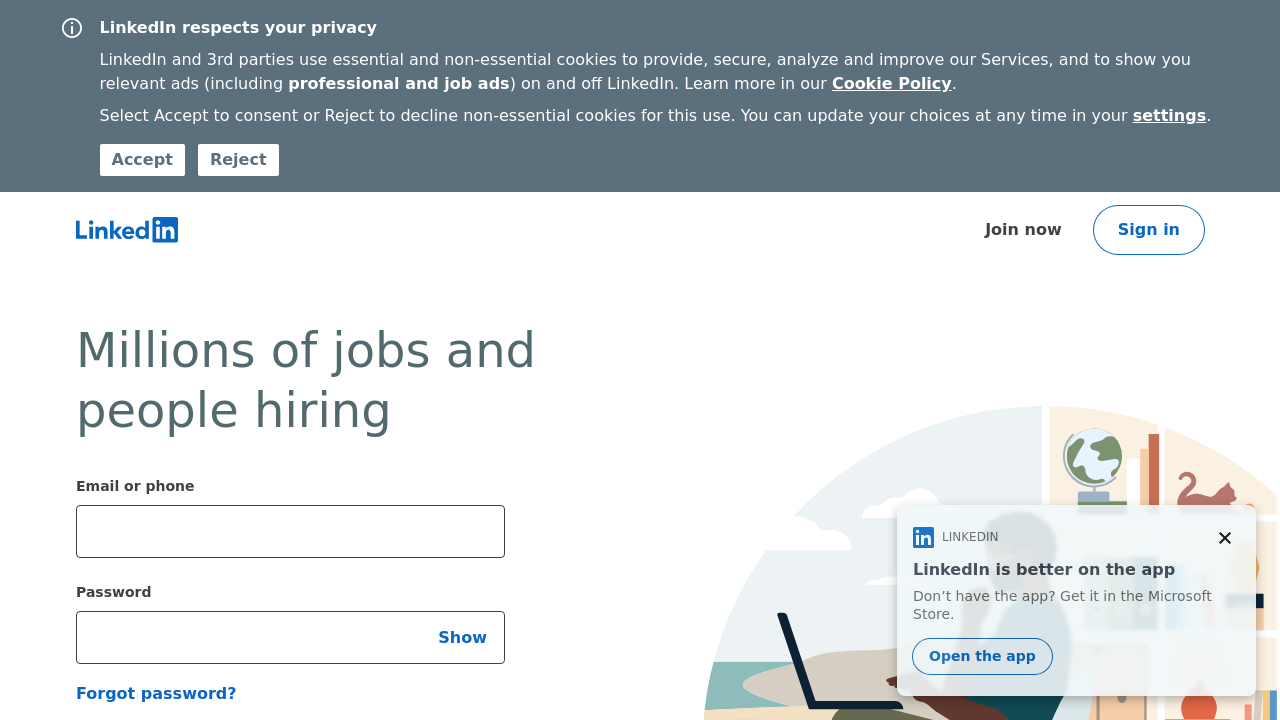 LinkedIn respects your privacy
LinkedIn and 3rd parties use essential and non-essential cookies to provide, secure, analyze and improve our Services, and to show you
relevant ads (including professional and job ads) on and off LinkedIn. Learn more in our Cookie Policy.
Select Accept to consent or Reject to decline non-essential cookies for this use. You can update your choices at any time in your settings.
Accept Reject
Linkedin
Join now Sign in
Millions of jobs and
people hiring
Email or phone
Password
Show
Forgot password?
in LINKEDIN
LinkedIn is better on the app
Don’t have the app? Get it in the Microsoft
Store.
Open the app